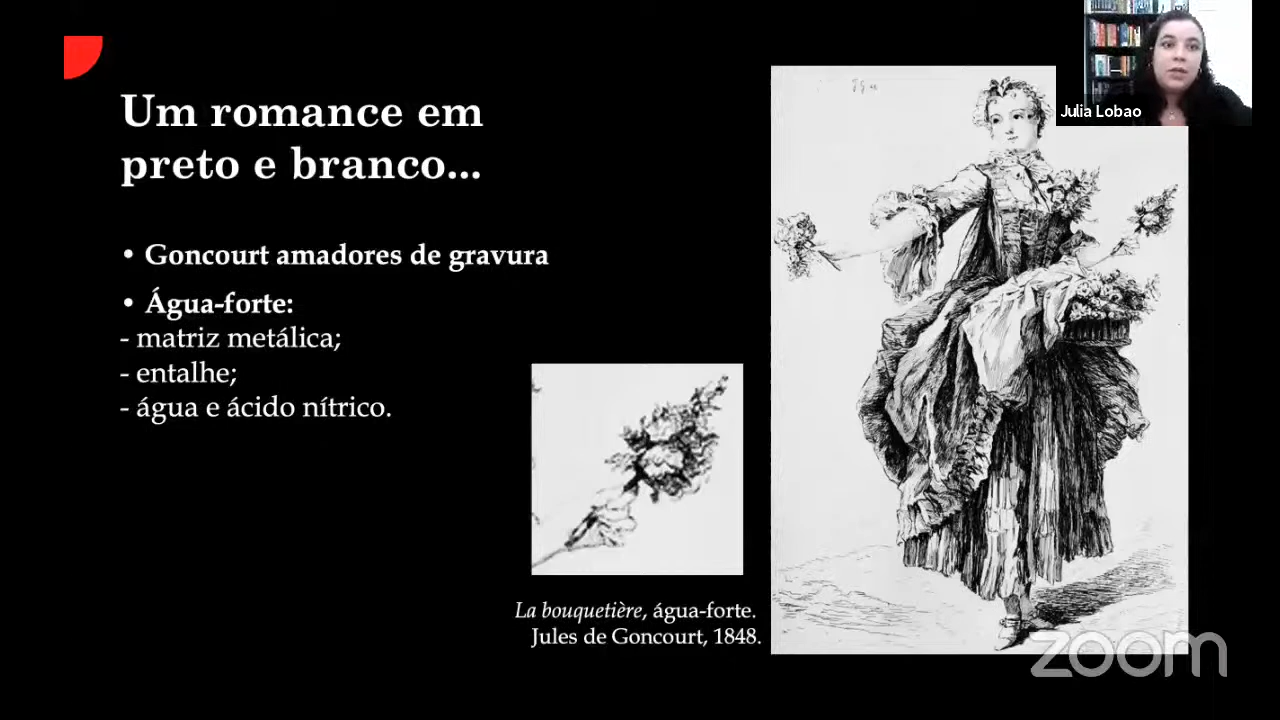 Um romance em
preto e branco...
• Goncourt amadores de gravura
• Água-forte:
- matriz metálica;
- entalhe;
- água e ácido nítrico.
La bouquetière, água-forte.
Jules de Goncourt, 1848.
Julia Lobao
zoom